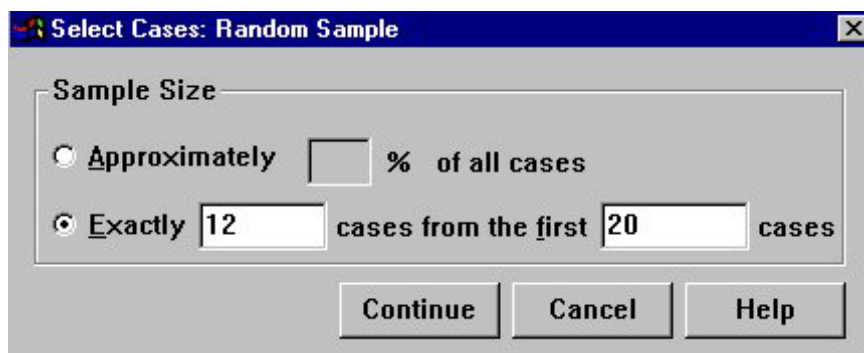 Select Cases: Random Sample
Sample Size
Approximately % of all cases
Exactly 12 cases from the first 20 cases
Continue Cancel Help